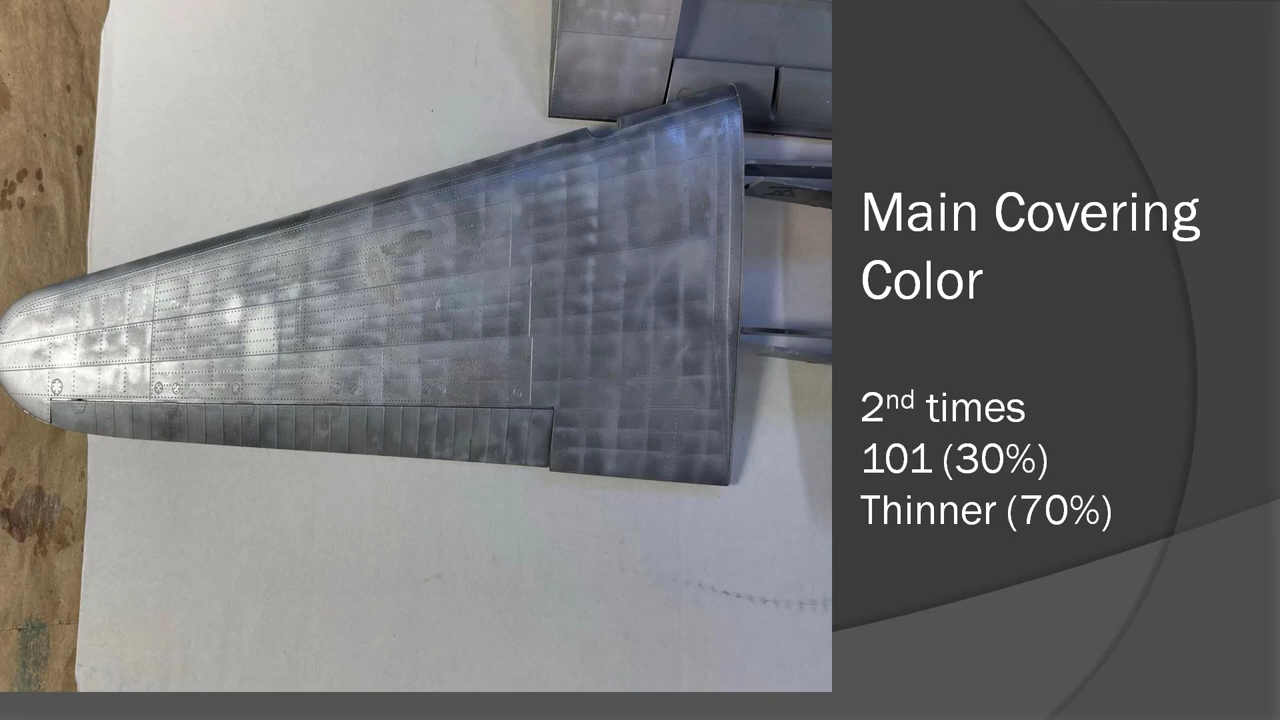 Main Covering
Color
2nd times
101 (30%)
Thinner (70%)